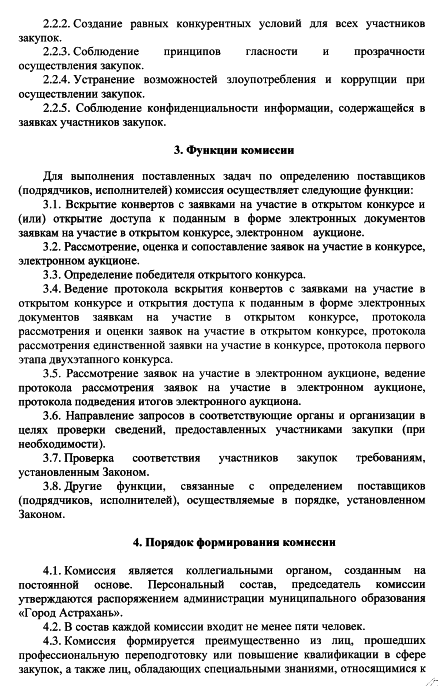 2.2.2. Создание равных конкурентных условий для всех участников
закупок.
2.2.3. Соблюдение принципов гласности и прозрачности
осуществления закупок.
2.2.4. Устранение возможностей злоупотребления и коррупции при
осуществлении закупок.
2.2.5. Соблюдение конфиденциальности информации, содержащейся в
заявках участников закупок.
3. Функции комиссии
Для выполнения поставленных задач по определению поставщиков
(подрядчиков, исполнителей) комиссия осуществляет следующие функции:
3.1. Вскрытие конвертов с заявками на участие в открытом конкурсе и
(или) открытие доступа к поданным в форме электронных документов
заявкам на участие в открытом конкурсе, электронном аукционе.
3.2. Рассмотрение, оценка и сопоставление заявок на участие в конкурсе,
электронном аукционе.
3.3. Определение победителя открытого конкурса.
3.4. Ведение протокола вскрытия конвертов с заявками на участие в
открытом конкурсе и открытия доступа к поданным в форме электронных
документов заявкам на участие в открытом конкурсе, протокола
рассмотрения и оценки заявок на участие в открытом конкурсе, протокола
рассмотрения единственной заявки на участие в конкурсе, протокола первого
этапа двухэтапного конкурса.
3.5. Рассмотрение заявок на участие в электронном аукционе, ведение
протокола рассмотрения заявок на участие в электронном аукционе,
протокола подведения итогов электронного аукциона.
3.6. Направление запросов в соответствующие органы и организации в
целях проверки сведений, предоставленных участниками закупки (при
необходимости).
3.7. Проверка соответствия участников закупок требованиям,
установленным Законом.
3.8. Другие функции, связанные с определением поставщиков
(подрядчиков, исполнителей), осуществляемые в порядке, установленном
Законом.
4. Порядок формирования комиссии
4.1. Комиссия является коллегиальными органом, созданным на
постоянной основе. Персональный состав, председатель комиссии
утверждаются распоряжением администрации муниципального образования
«Город Астрахань».
4.2. В состав каждой комиссии входит не менее пяти человек.
4.3. Комиссия формируется преимущественно из лиц, прошедших
профессиональную переподготовку или повышение квалификации в сфере
закупок, а также лиц, обладающих специальными знаниями, относящимися к